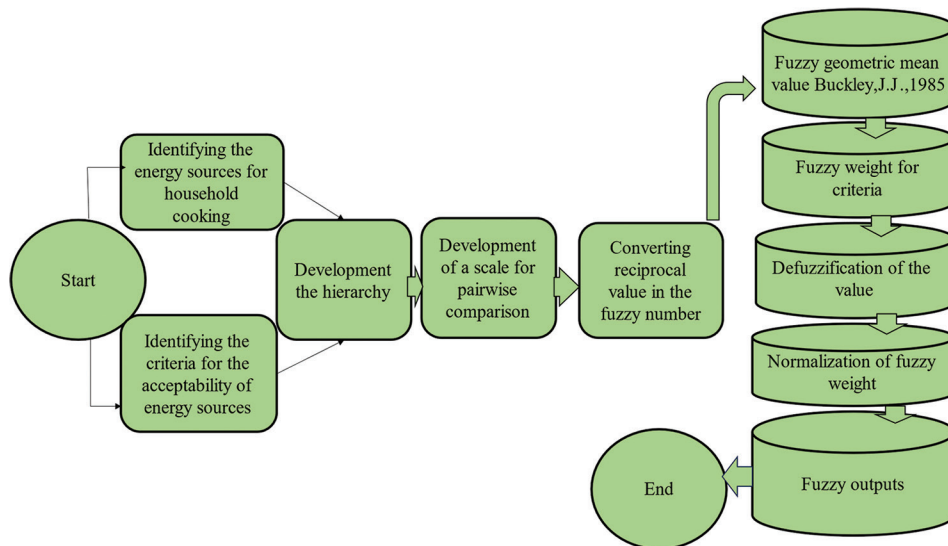 Start
Identifying the
energy sources for
household
cooking
Identifying the
criteria for the
acceptability of
energy sources
Development
the hierarchy
Development
of a scale for
pairwise
comparison
Converting
reciprocal
value in the
fuzzy number
Fuzzy geometric mean
value Buckley,J.J.,1985
Fuzzy weight for
criteria
Defuzzification of the
value
Normalization of fuzzy
weight
Fuzzy outputs
End